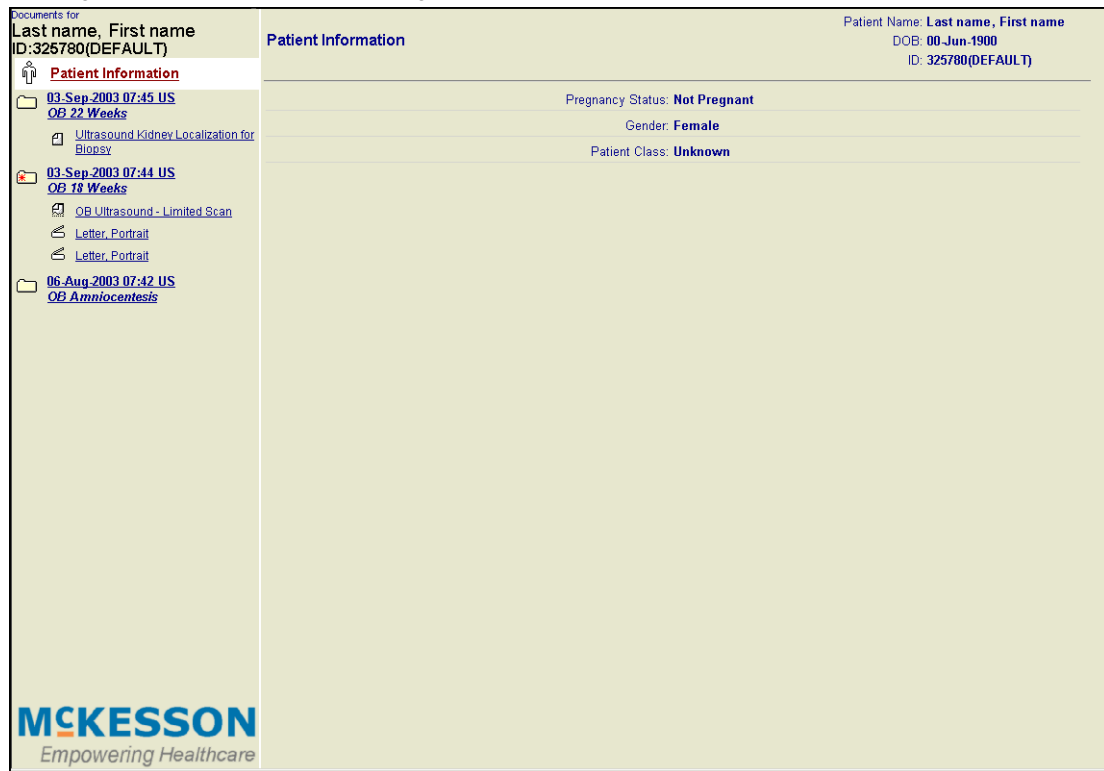 Documents for
Last name, First name
ID:325780(DEFAULT)
Patient Information
03-Sep-2003 07:45 US
OB 22 Weeks
Ultrasound Kidney Localization for
Biopsy
03-Sep-2003 07:44 US
OB 18 Weeks
OB Ultrasound - Limited Scan
Letter, Portrait
Letter, Portrait
06-Aug-2003 07:42 US
OB Amniocentesis
MCKESSON
Empowering Healthcare
Patient Information
Patient Name: Last name, First name
DOB: 00-Jun-1900
ID: 325780(DEFAULT)
Pregnancy Status: Not Pregnant
Gender: Female
Patient Class: Unknown